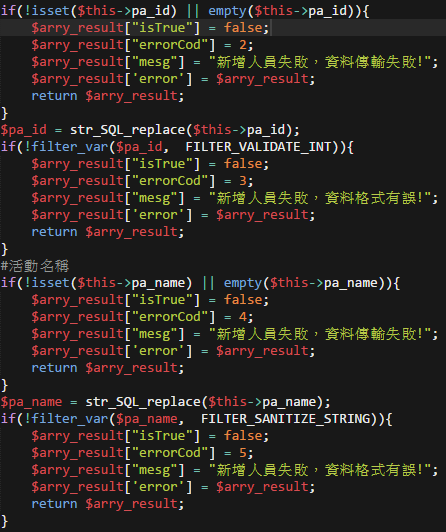 if(!isset($this->pa_id) || empty($this->pa_id)){
    $arry_result["isTrue"] = false;
    $arry_result["errorCod"] = 2;
    $arry_result["mesg"] = "新增人員失敗，資料傳輸失敗!";
    $arry_result['error'] = $arry_result;
    return $arry_result;
}
$pa_id = str_SQL_replace($this->pa_id);
if(!filter_var($pa_id,  FILTER_VALIDATE_INT)){
    $arry_result["isTrue"] = false;
    $arry_result["errorCod"] = 3;
    $arry_result["mesg"] = "新增人員失敗，資料格式有誤!";
    $arry_result['error'] = $arry_result;
    return $arry_result;
}
#活動名稱
if(!isset($this->pa_name) || empty($this->pa_name)){
    $arry_result["isTrue"] = false;
    $arry_result["errorCod"] = 4;
    $arry_result["mesg"] = "新增人員失敗，資料傳輸失敗!";
    $arry_result['error'] = $arry_result;
    return $arry_result;
}
$pa_name = str_SQL_replace($this->pa_name);
if(!filter_var($pa_name,  FILTER_SANITIZE_STRING)){
    $arry_result["isTrue"] = false;
    $arry_result["errorCod"] = 5;
    $arry_result["mesg"] = "新增人員失敗，資料格式有誤!";
    $arry_result['error'] = $arry_result;
    return $arry_result;
}